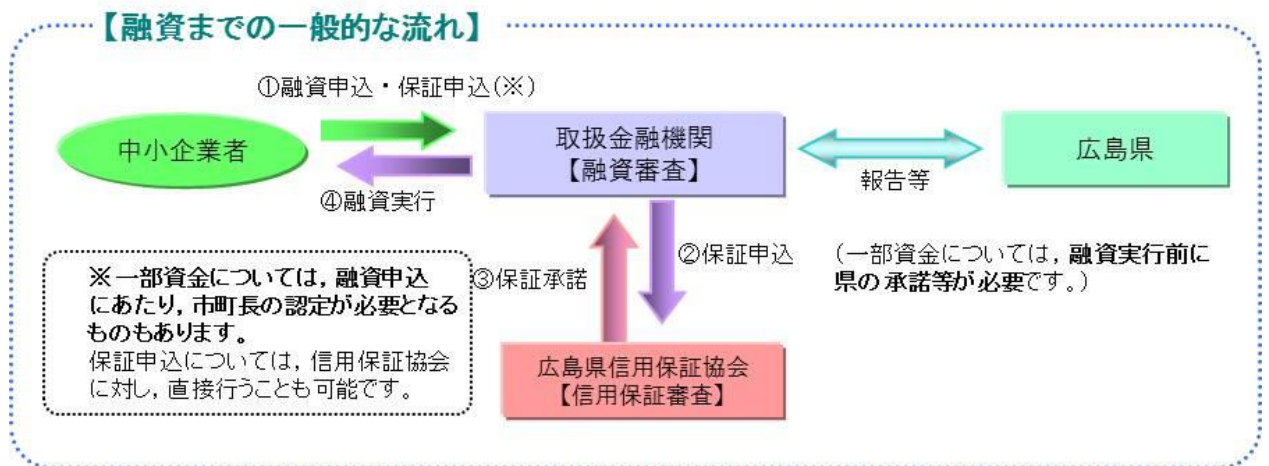 【融資までの一般的な流れ】
①融資申込・保証申込(※)
中小企業者
取扱金融機関
【融資審査】
広島県
報告等
④融資実行
②保証申込
③保証承諾
(一部資金については,融資実行前に
県の承諾等が必要です。)
※一部資金については,融資申込
にあたり,市町長の認定が必要となる
ものもあります。
保証申込については,信用保証協会
に対し,直接行うことも可能です。
広島県信用保証協会
【信用保証審査】